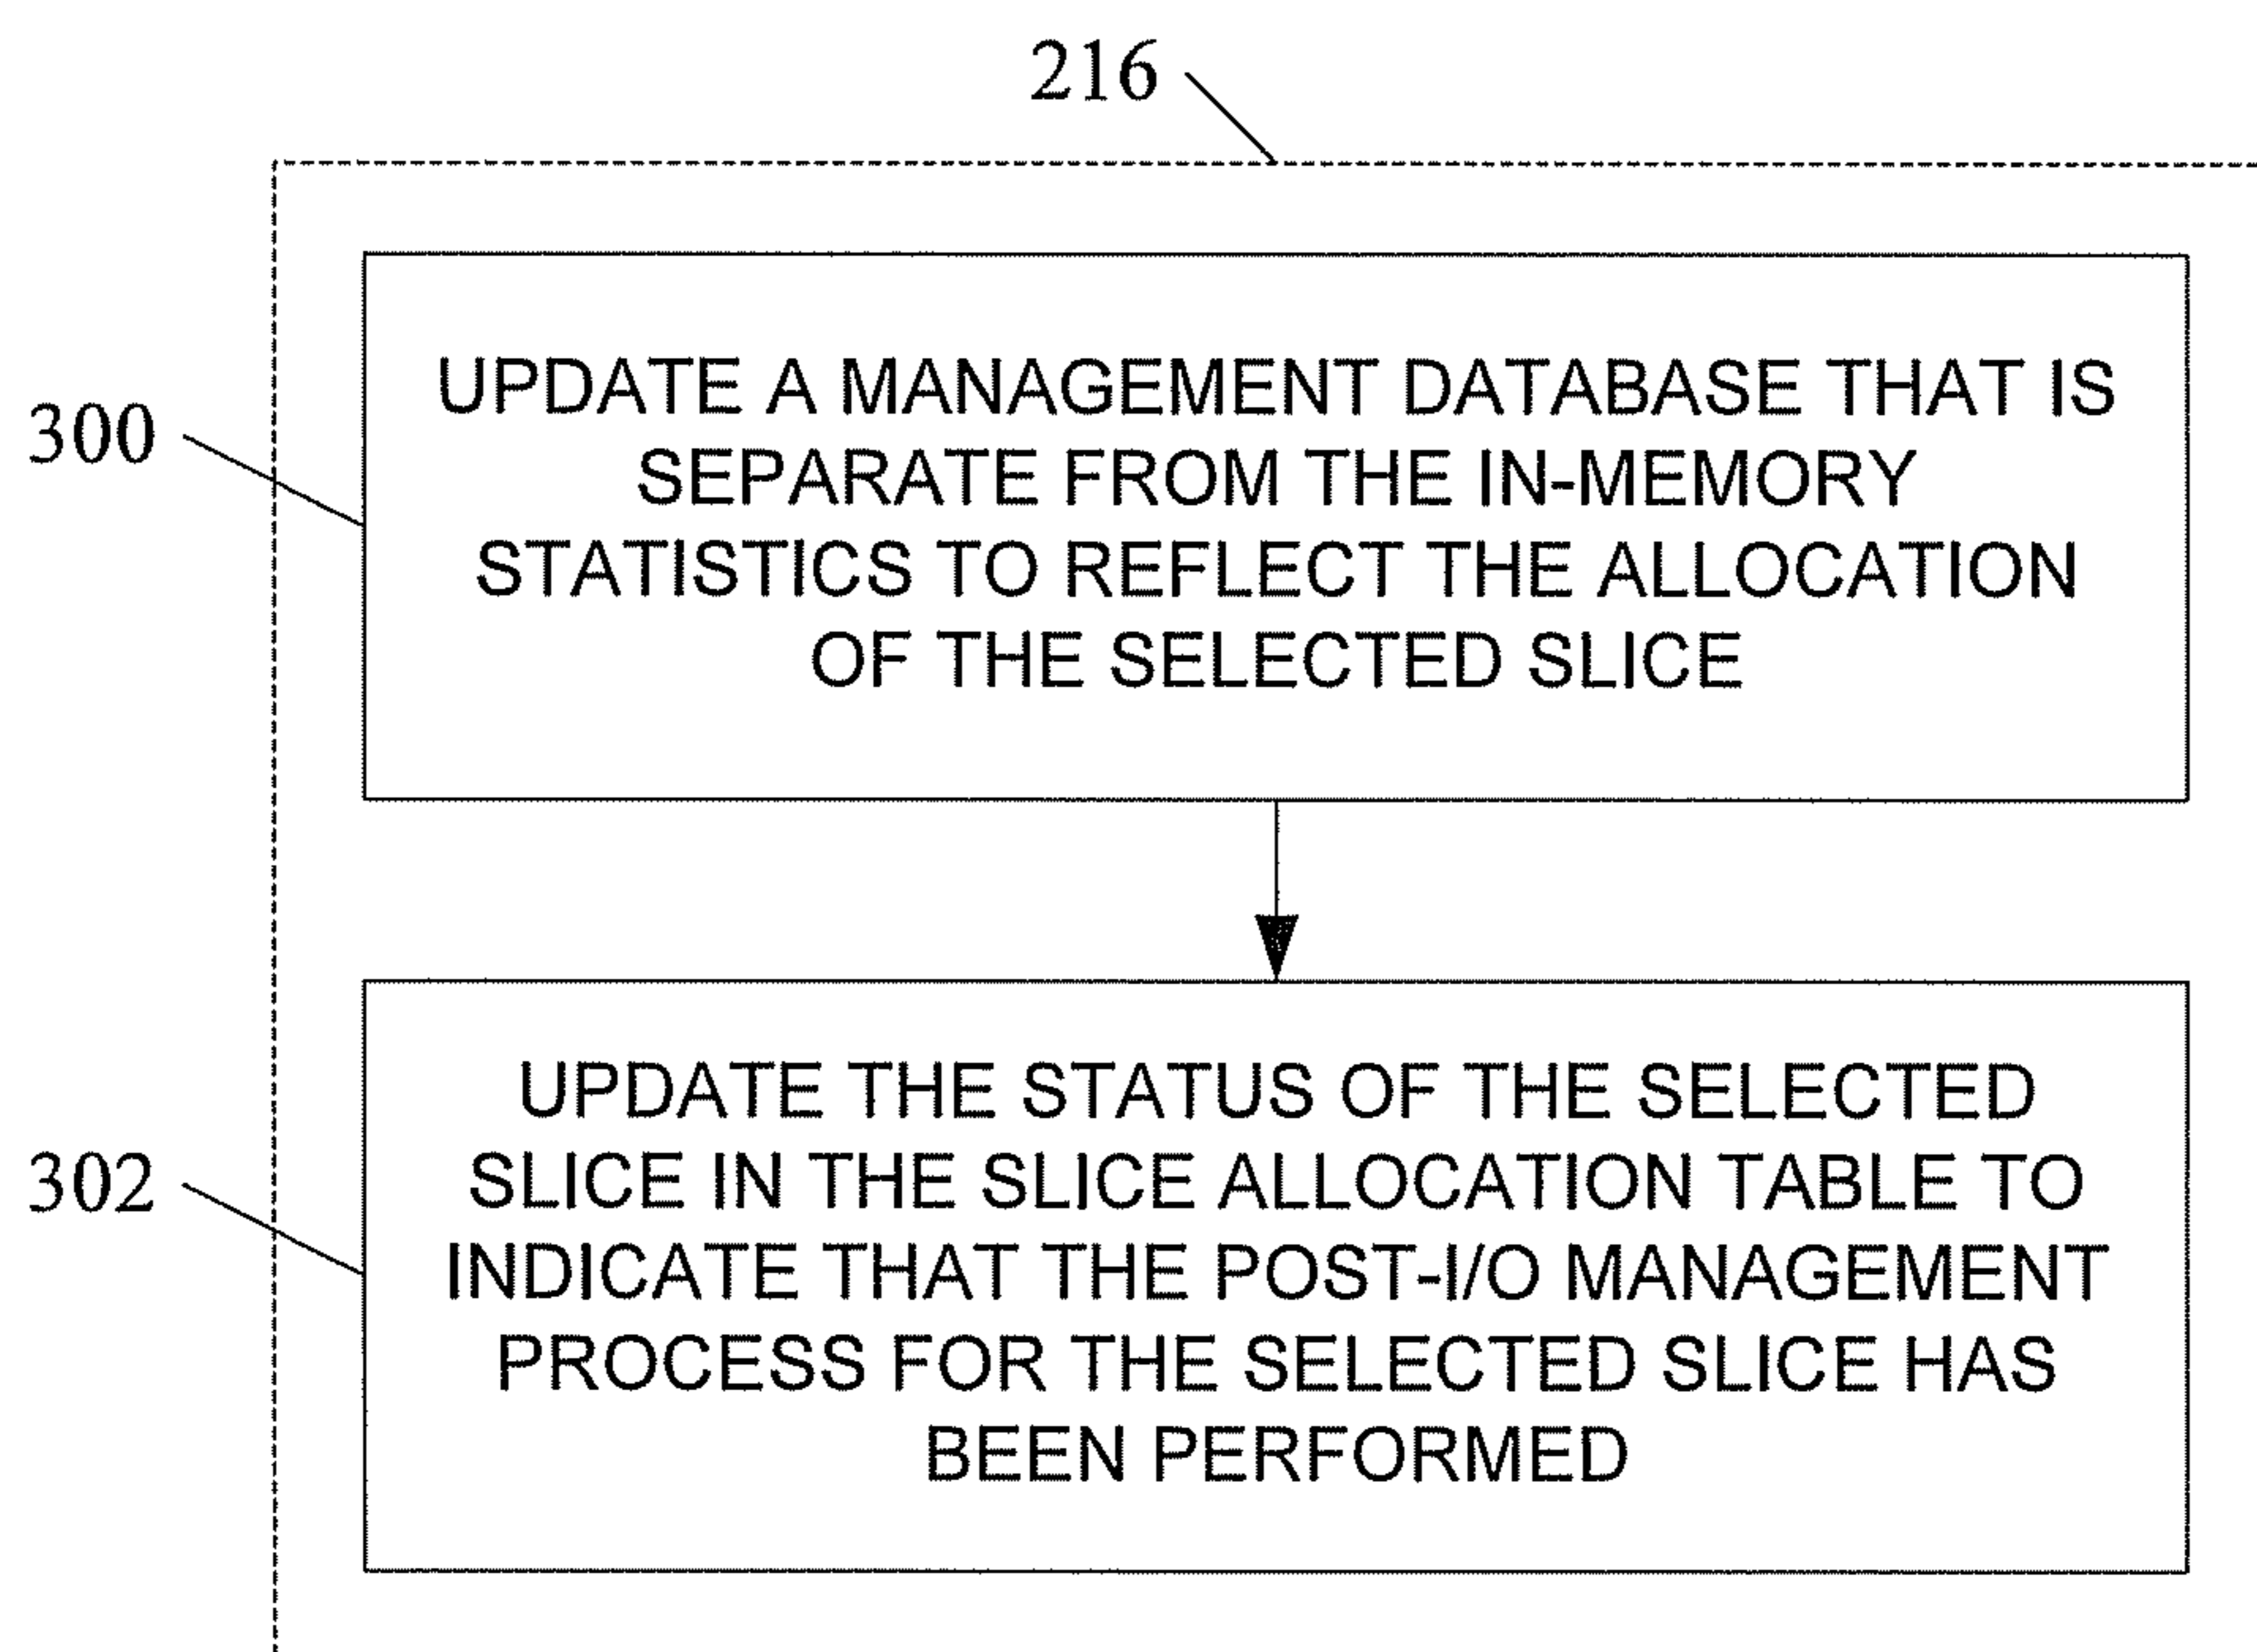 216
300
UPDATE A MANAGEMENT DATABASE THAT IS
SEPARATE FROM THE IN-MEMORY
STATISTICS TO REFLECT THE ALLOCATION
OF THE SELECTED SLICE
302
UPDATE THE STATUS OF THE SELECTED
SLICE IN THE SLICE ALLOCATION TABLE TO
INDICATE THAT THE POST-I/O MANAGEMENT
PROCESS FOR THE SELECTED SLICE HAS
BEEN PERFORMED